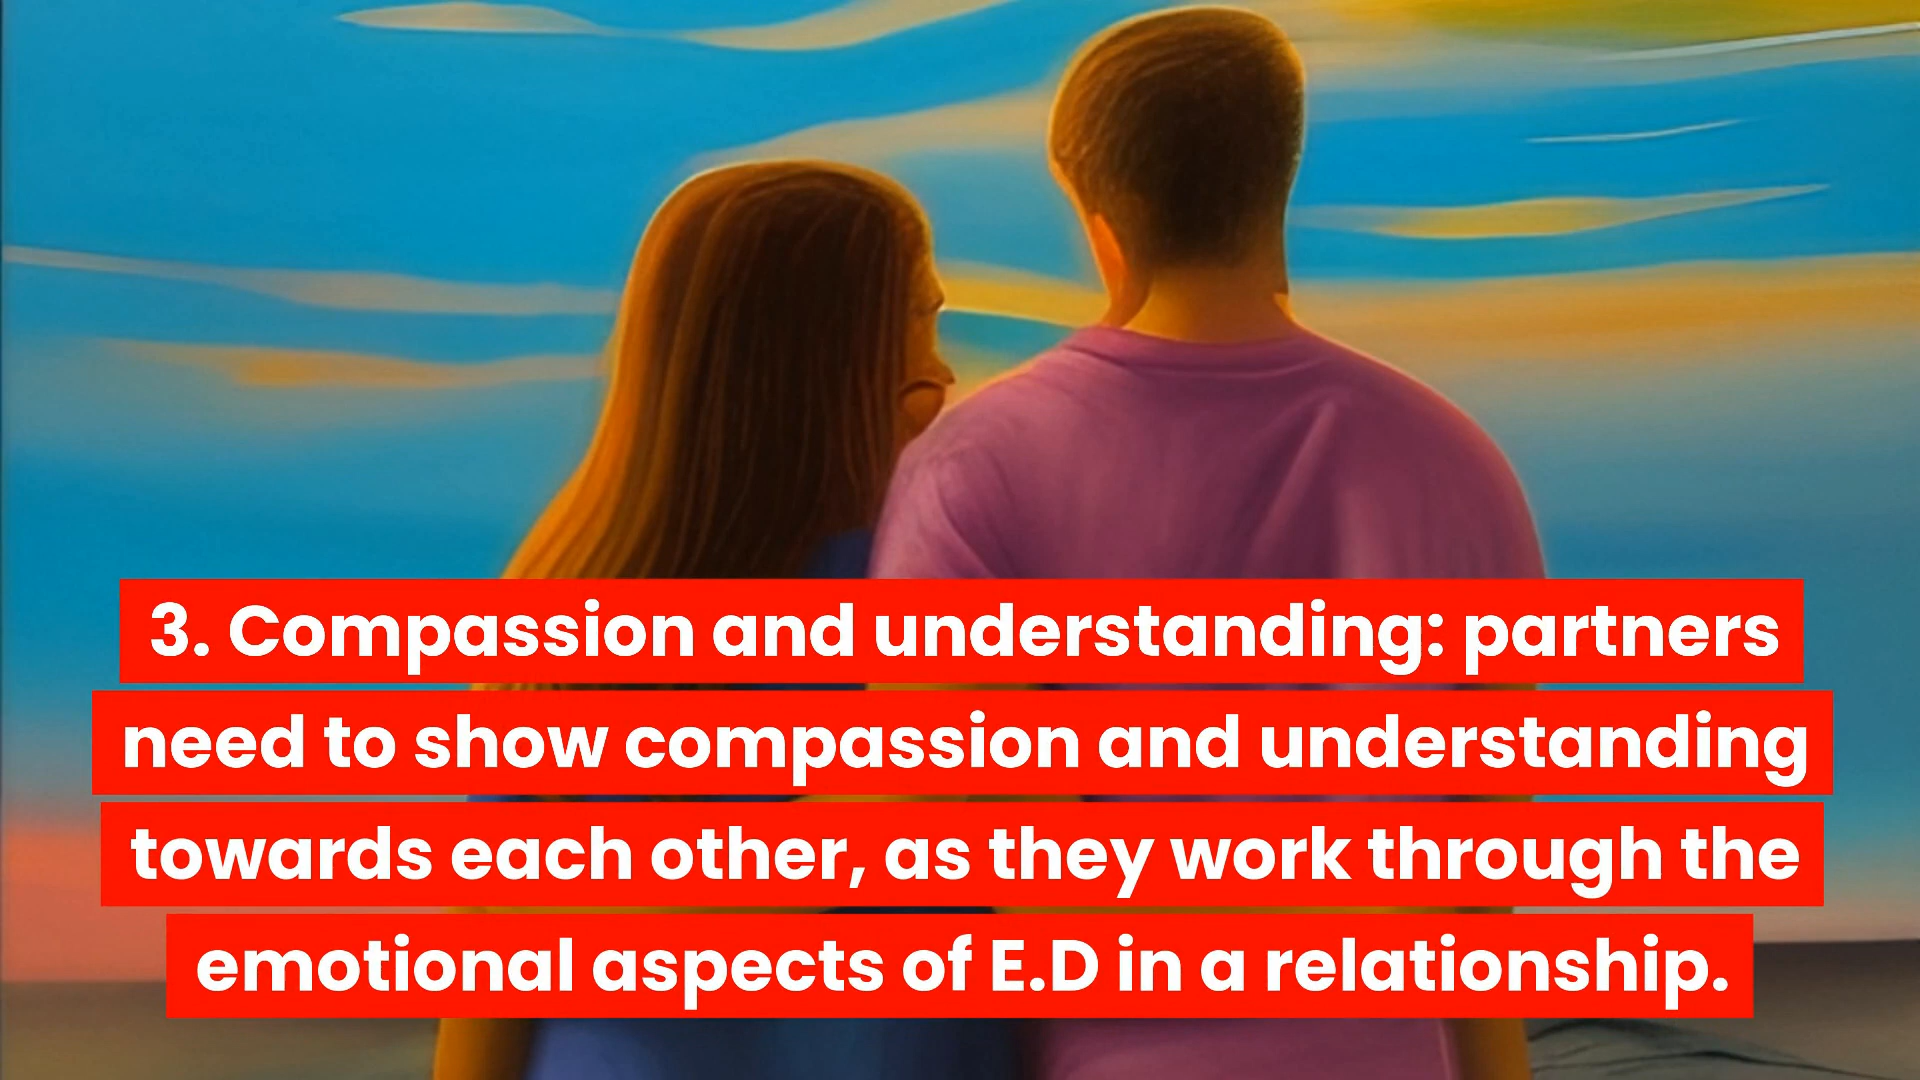 3. Compassion and understanding: partners
need to show compassion and understanding
towards each other, as they work through the
emotional aspects of E.D in a relationship.